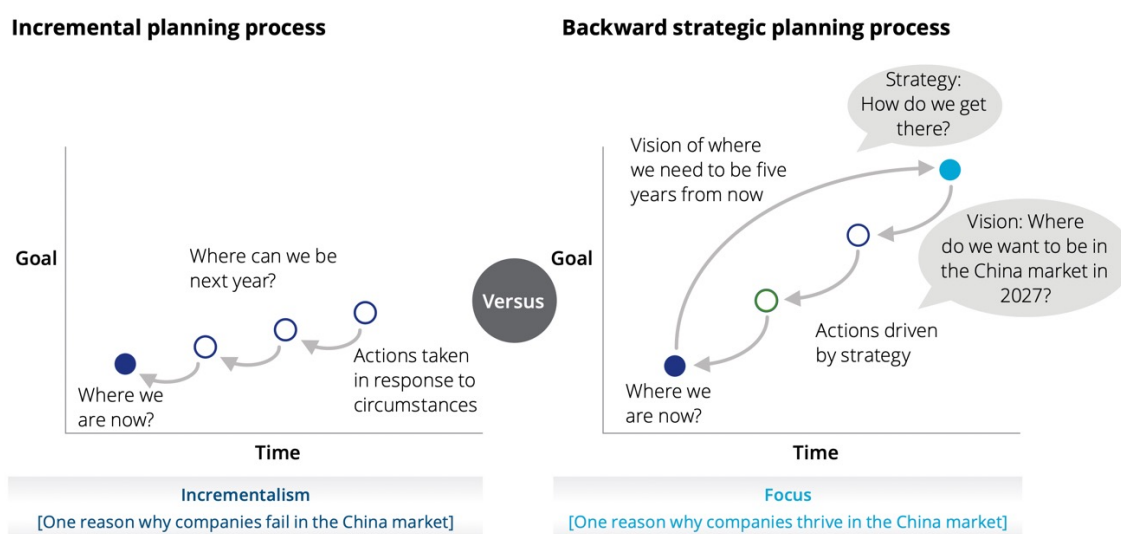 Incremental planning process
Goal
Where can we be
next year?
Where we
are now?
Actions taken
in response to
circumstances
Time
Incrementalism
[One reason why companies fail in the China market]
Versus
Backward strategic planning process
Strategy:
How do we get
there?
Vision of where
we need to be five
years from now
Goal
Vision: Where
do we want to be in
the China market in
2027?
Actions driven
by strategy
Where we
are now?
Time
Focus
[One reason why companies thrive in the China market]